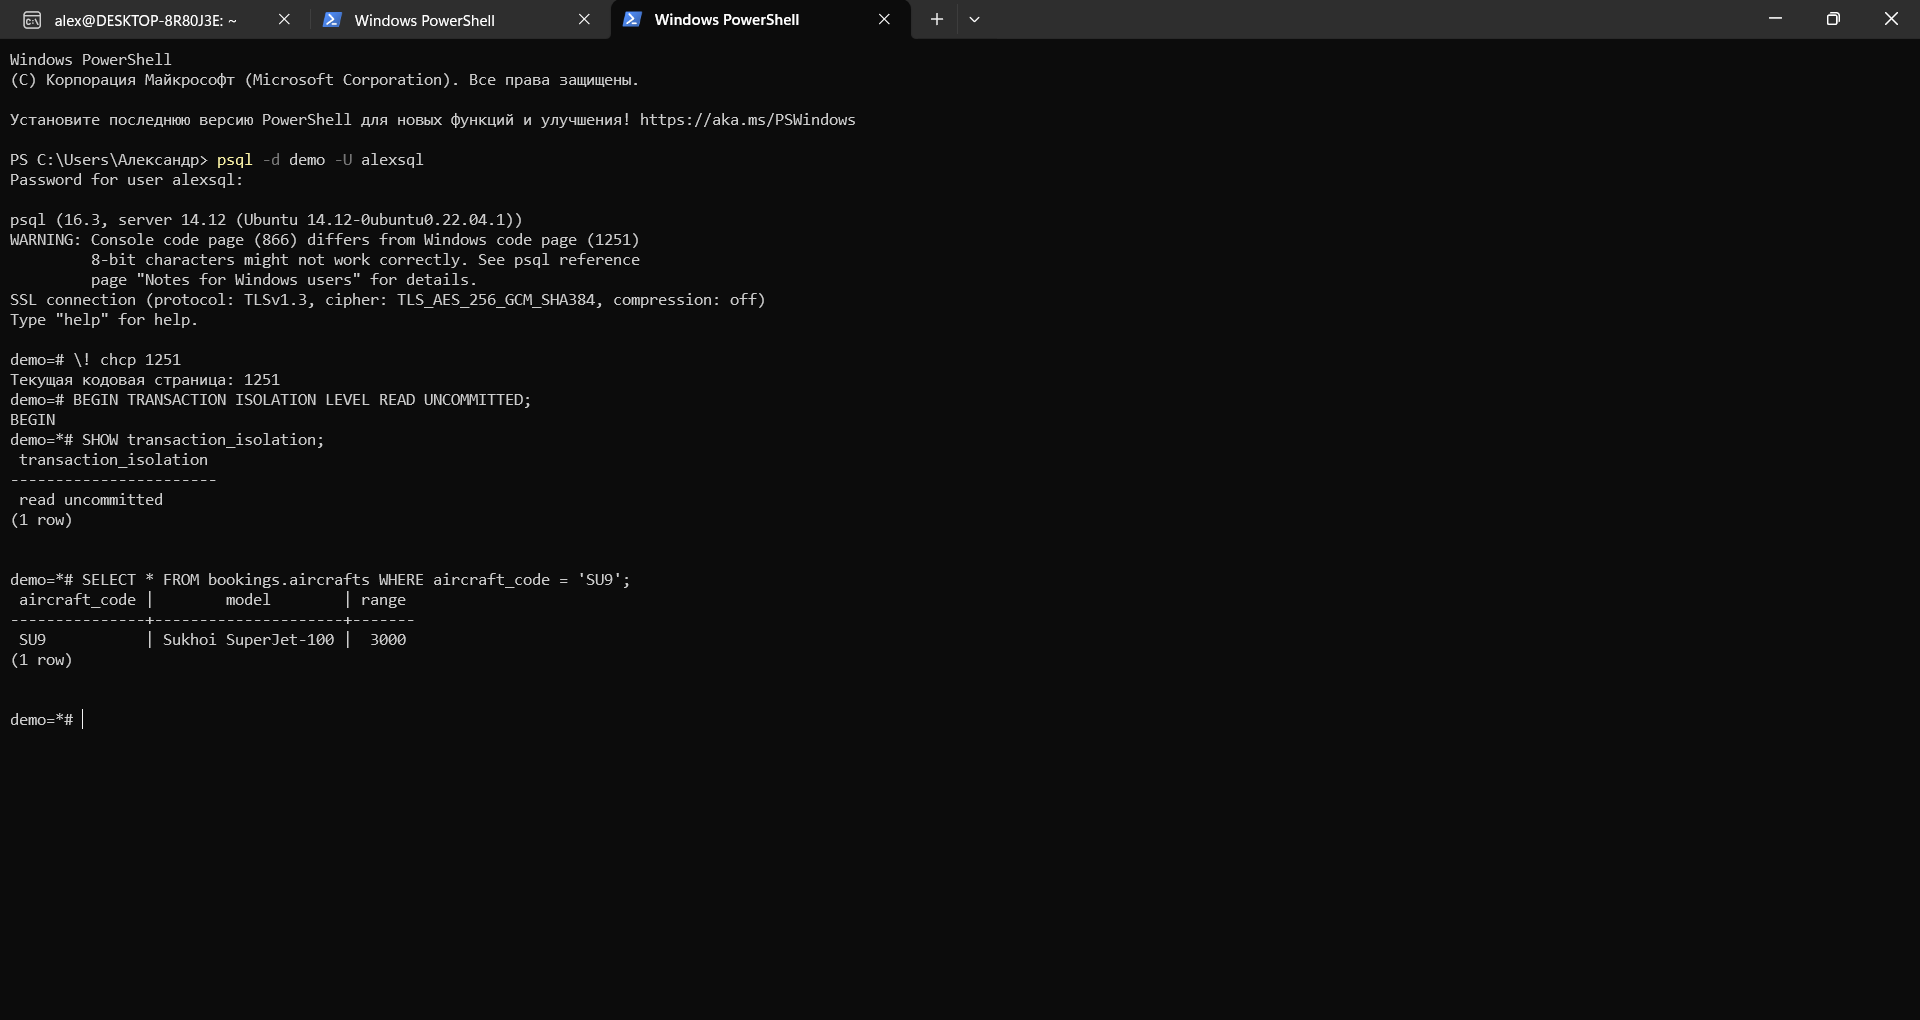 alex@DESKTOP-8R80J3E: ~
Windows PowerShell
Windows PowerShell
Windows PowerShell
(C) Корпорация Майкрософт (Microsoft Corporation). Все права защищены.
Установите последнюю версию PowerShell для новых функций и улучшения! https://aka.ms/PSWindows
PS C:\Users\Александр> psql -d demo -U alexsql
Password for user alexsql:
psql (16.3, server 14.12 (Ubuntu 14.12-0ubuntu0.22.04.1))
WARNING: Console code page (866) differs from Windows code page (1251)
         8-bit characters might not work correctly. See psql reference
         page "Notes for Windows users" for details.
SSL connection (protocol: TLSv1.3, cipher: TLS_AES_256_GCM_SHA384, compression: off)
Type "help" for help.
demo=# \! chcp 1251
Текущая кодовая страница: 1251
demo=# BEGIN TRANSACTION ISOLATION LEVEL READ UNCOMMITTED;
BEGIN
demo=*# SHOW transaction_isolation;
 transaction_isolation
-----------------------
 read uncommitted
(1 row)
demo=*# SELECT * FROM bookings.aircrafts WHERE aircraft_code = 'SU9';
 aircraft_code |        model        | range
---------------+---------------------+-------
 SU9           | Sukhoi SuperJet-100 |  3000
(1 row)
demo=*#